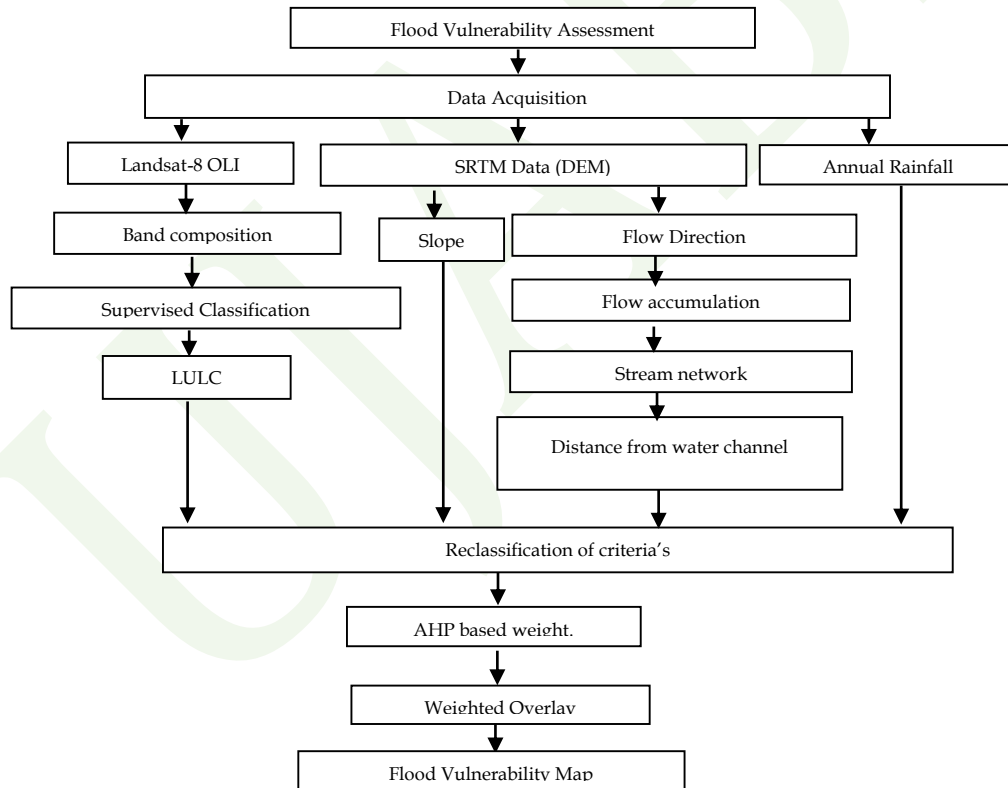 Flood Vulnerability Assessment
Data Acquisition
Landsat-8 OLI
SRTM Data (DEM)
Annual Rainfall
Band composition
Slope
Flow Direction
Supervised Classification
Flow accumulation
LULC
Stream network
Distance from water channel
Reclassification of criteria's
AHP based weight.
Weighted Overlay
Flood Vulnerability Map